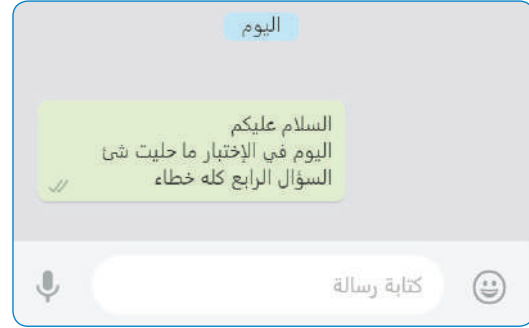 اليوم
السلام عليكم
اليوم في الإختبار ما حليت شئ
السؤال الرابع كله خطاء
كتابة رسالة